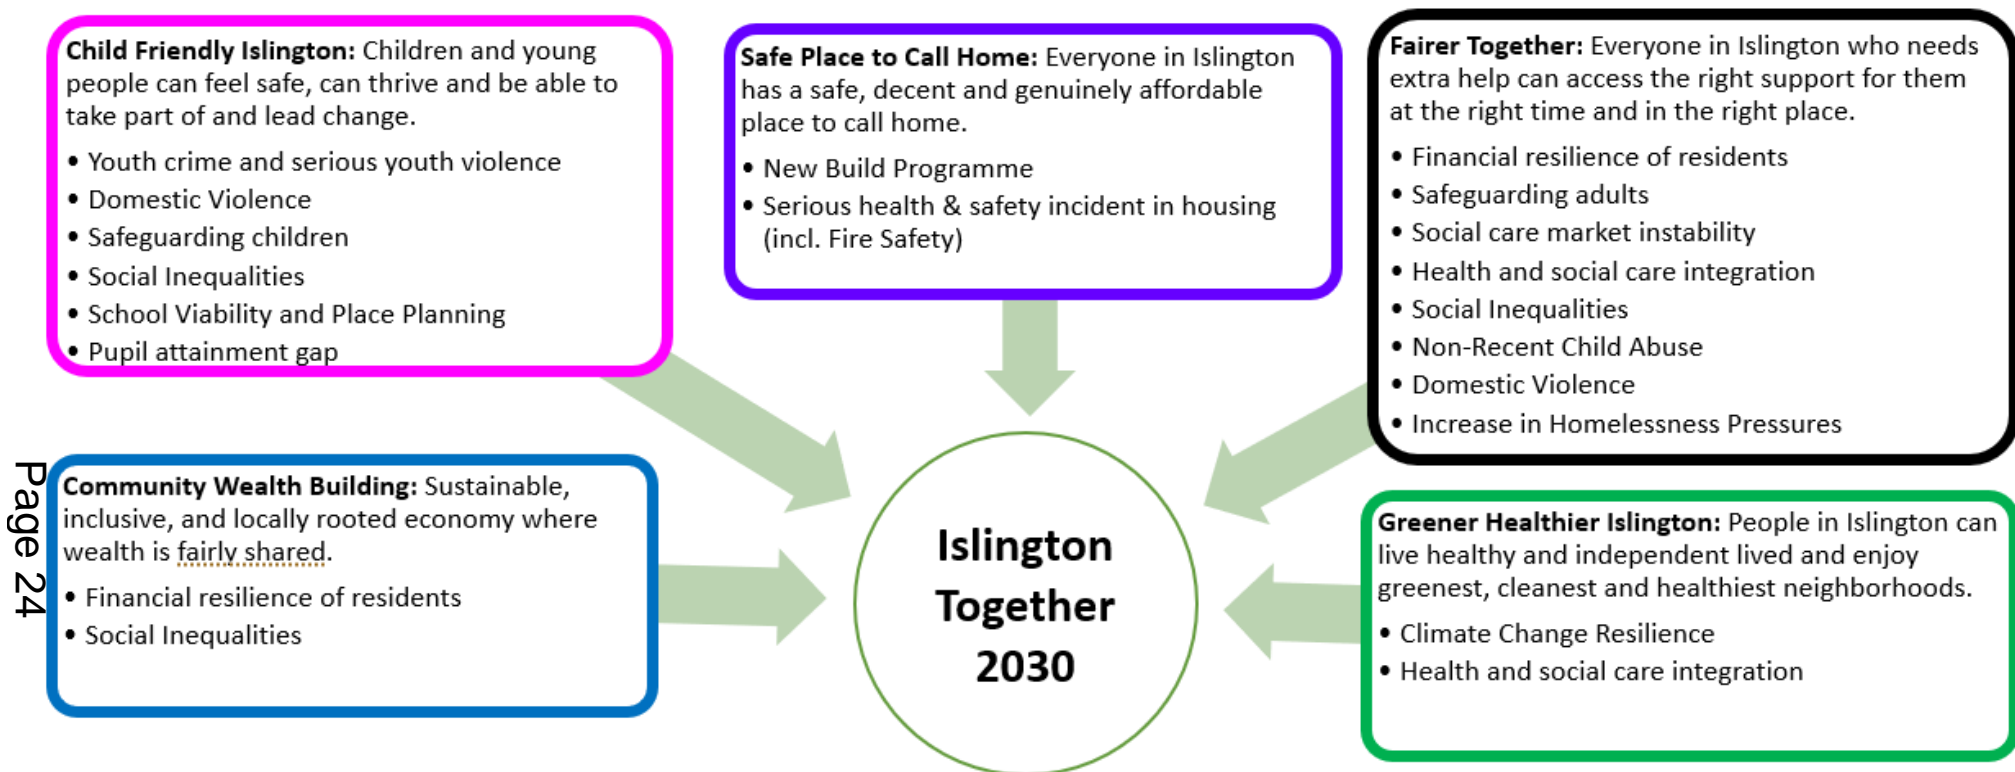 Child Friendly Islington: Children and young
people can feel safe, can thrive and be able to
take part of and lead change.
• Youth crime and serious youth violence
• Domestic Violence
• Safeguarding children
• Social Inequalities
• School Viability and Place Planning
• Pupil attainment gap
Safe Place to Call Home: Everyone in Islington
has a safe, decent and genuinely affordable
place to call home.
• New Build Programme
• Serious health & safety incident in housing
(incl. Fire Safety)
Fairer Together: Everyone in Islington who needs
extra help can access the right support for them
at the right time and in the right place.
• Financial resilience of residents
• Safeguarding adults
• Social care market instability
• Health and social care integration
• Social Inequalities
• Non-Recent Child Abuse
• Domestic Violence
• Increase in Homelessness Pressures
Community Wealth Building: Sustainable,
inclusive, and locally rooted economy where
wealth is fairly shared.
• Financial resilience of residents
• Social Inequalities
Islington
Together
2030
Greener Healthier Islington: People in Islington can
live healthy and independent lived and enjoy
greenest, cleanest and healthiest neighborhoods.
• Climate Change Resilience
• Health and social care integration
Page 24